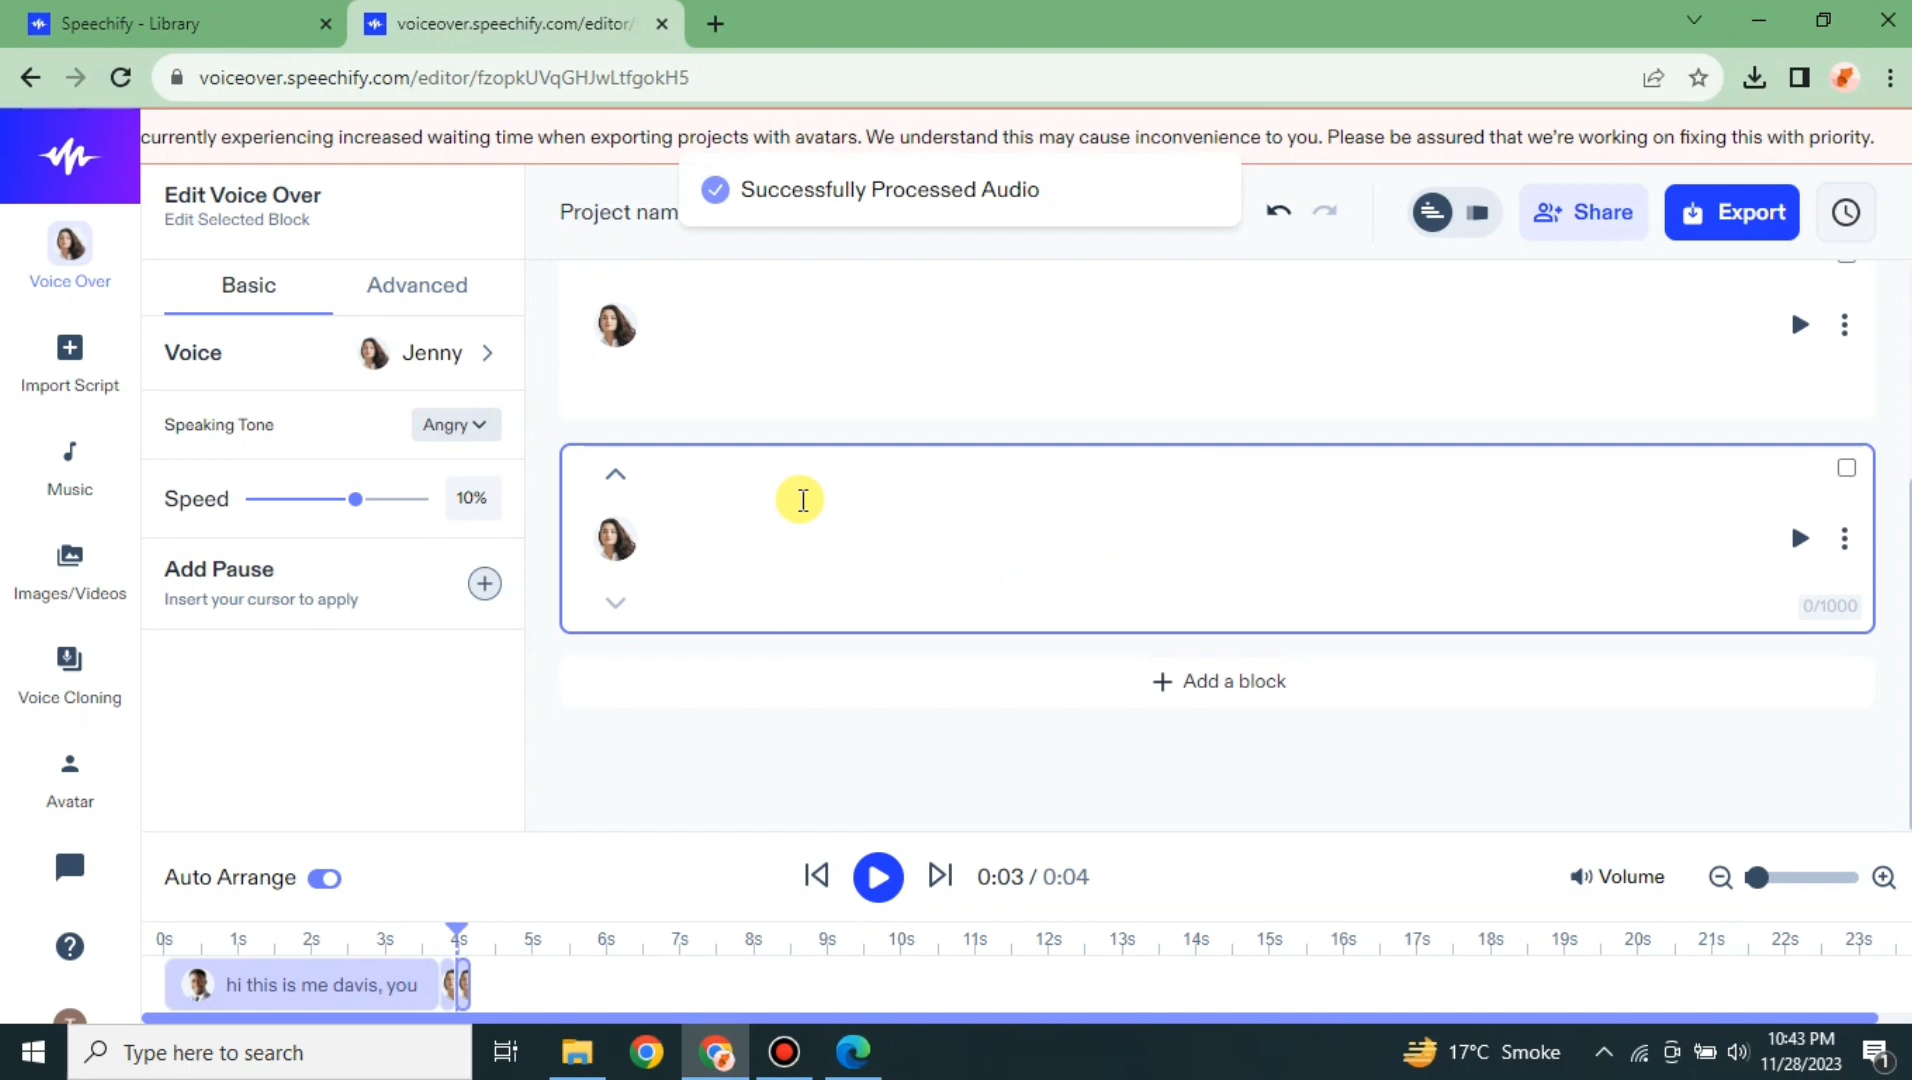 Speechify - Library
voiceover.speechify.com/editor/
voiceover.speechify.com/editor/fzopkUVqGHJwLtfgokH5
currently experiencing increased waiting time when exporting projects with avatars. We understand this may cause inconvenience to you. Please be assured that we're working on fixing this with priority.
Successfully Processed Audio
Edit Voice Over
Edit Selected Block
Project nam
Share
Export
Voice Over
Basic
Advanced
Voice
Jenny
Import Script
Speaking Tone
Angry
Music
Speed
10%
Add Pause
Insert your cursor to apply
Images/Videos
0/1000
Voice Cloning
Add a block
Avatar
Auto Arrange
0:03 / 0:04
Volume
0s 1s 2s 3s 4s 5s 6s 7s 8s 9s 10s 11s 12s 13s 14s 15s 16s 17s 18s 19s 20s 21s 22s 23s
hi this is me davis, you
Type here to search
17°C Smoke
10:43 PM
11/28/2023
1